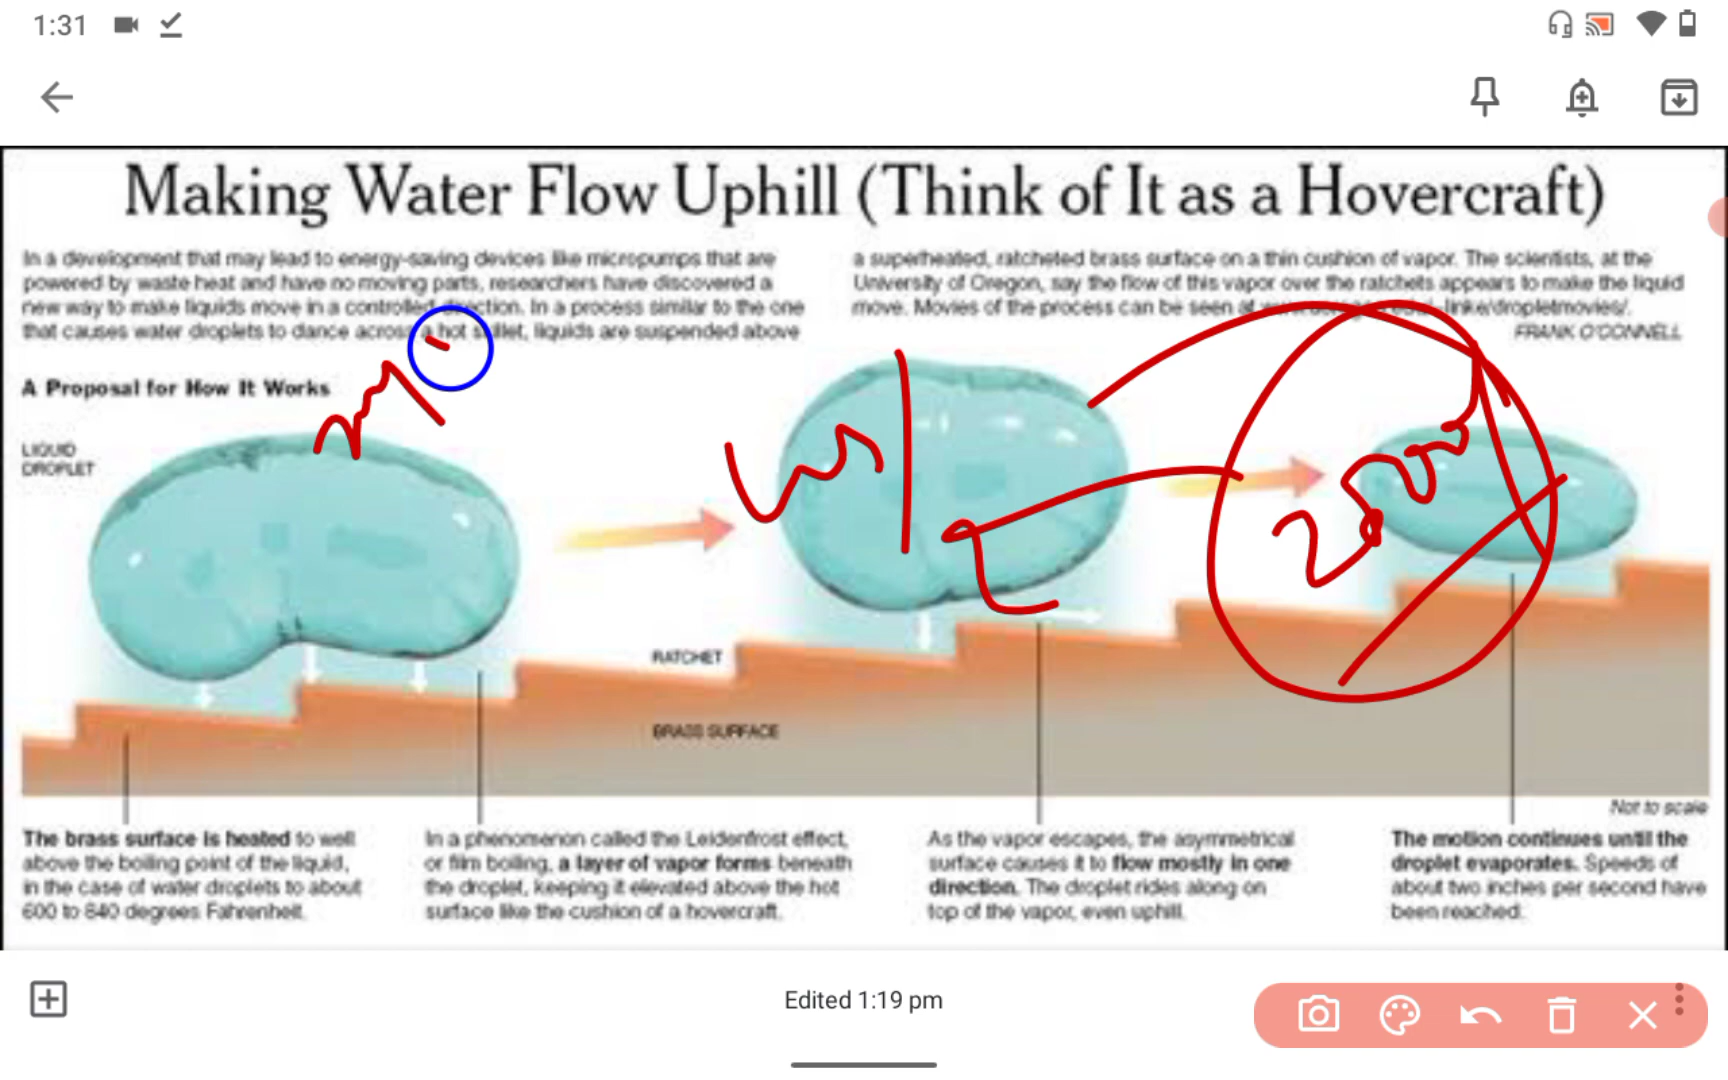 1:31
Making Water Flow Uphill (Think of It as a Hovercraft)
In a development that may lead to energy-saving devices like micropumps that are
powered by waste heat and have no moving parts, researchers have discovered a
new way to make liquids move in a controlled direction. In a process similar to the one
that causes water droplets to dance across a hot skillet, liquids are suspended above
a superheated, ratcheted brass surface on a thin cushion of vapor. The scientists, at the
University of Oregon, say the flow of this vapor over the ratchets appears to make the liquid
move. Movies of the process can be seen at linke/dropletmovies/.
FRANK O'CONNELL
A Proposal for How It Works
LIQUID
DROPLET
RATCHET
BRASS SURFACE
Not to scale
The brass surface is heated to well
above the boiling point of the liquid,
in the case of water droplets to about
600 to 640 degrees Fahrenheit.
In a phenomenon called the Leidenfrost effect,
or film boiling, a layer of vapor forms beneath
the droplet, keeping it elevated above the hot
surface like the cushion of a hovercraft.
As the vapor escapes, the asymmetrical
surface causes it to flow mostly in one
direction. The droplet rides along on
top of the vapor, even uphill.
The motion continues until the
droplet evaporates. Speeds of
about two inches per second have
been reached.
Edited 1:19 pm